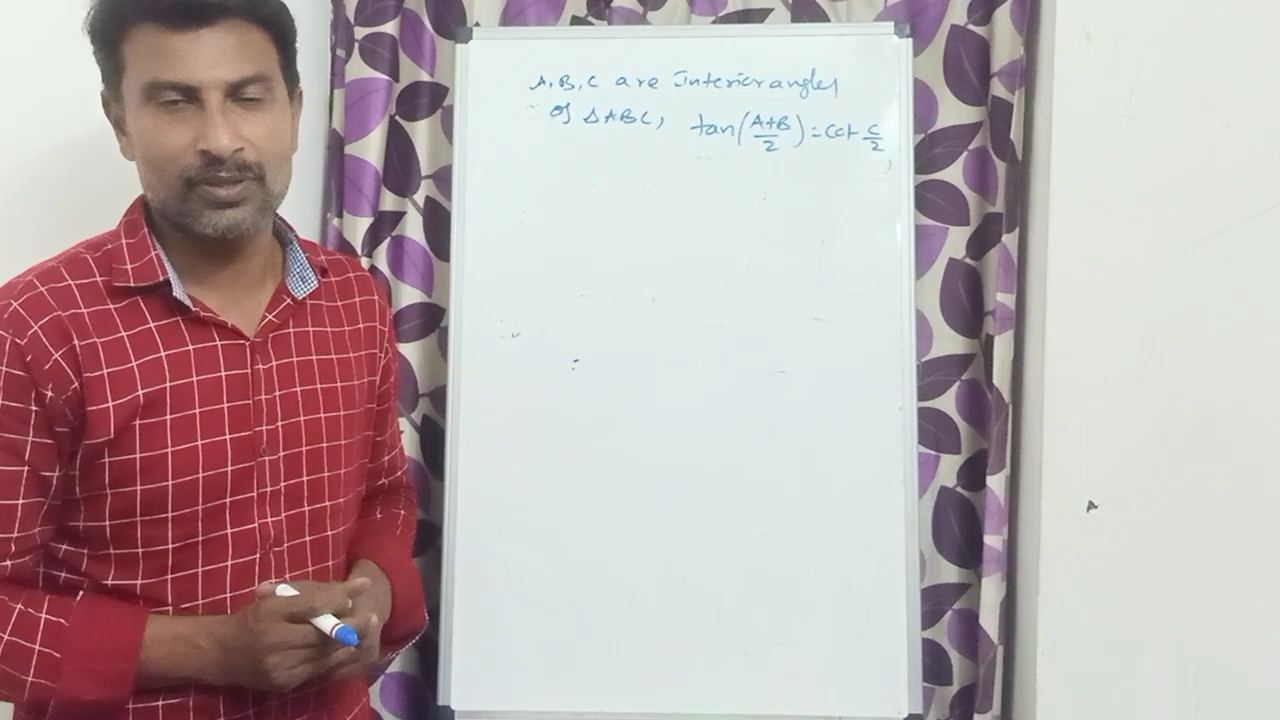 A,B,C are Interior angles
of ΔABC, tan(A+B/2) = cot C/2